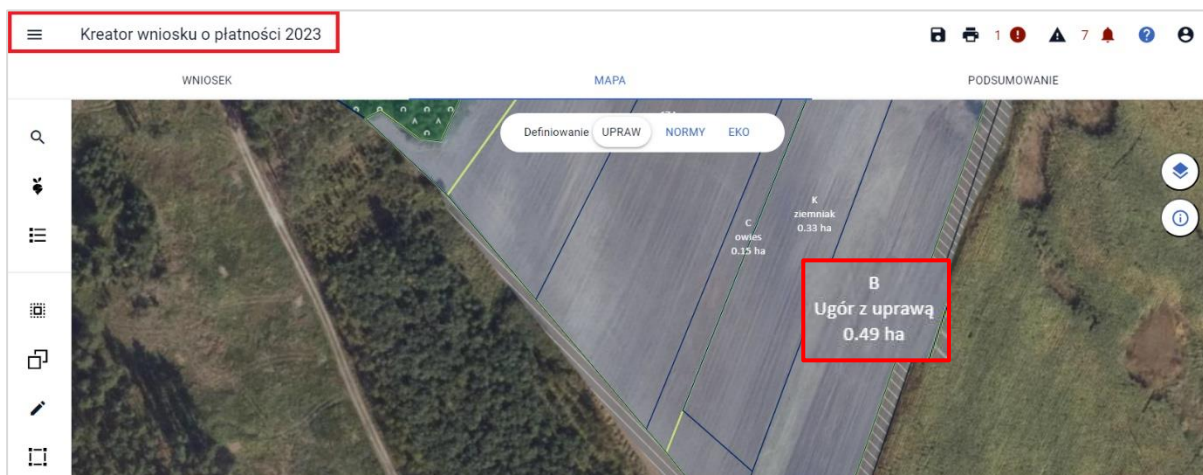 Kreator wniosku o płatności 2023
1
7
WNIOSEK
MAPA
PODSUMOWANIE
Definiowanie UPRAW NORMY EKO
K
ziemniak
0.33 ha
C
owies
0.15 ha
B
Ugór z uprawą
0.49 ha